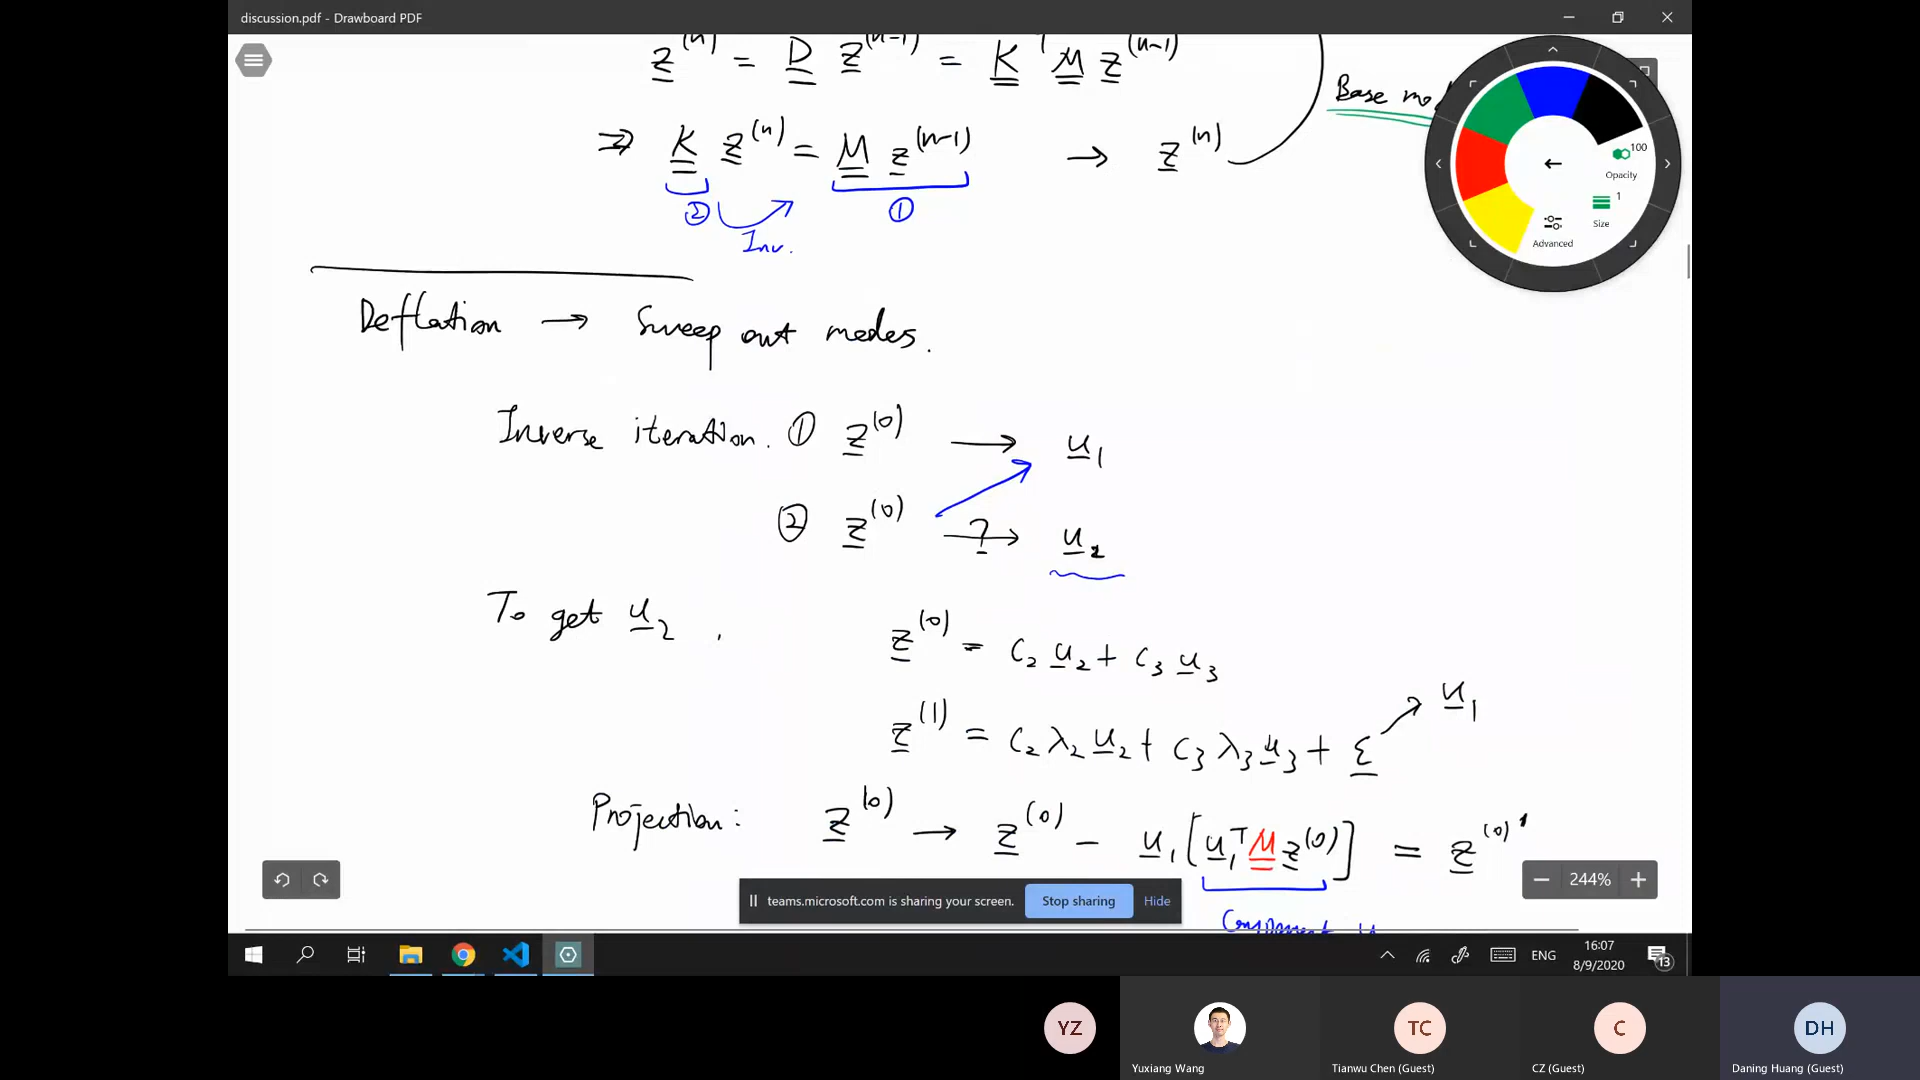 discussion.pdf - Drawboard PDF
z^(n) = D z^(n-1) = K^-1 M z^(n-1)
Base mo
⇒ K z^(n) = M z^(n-1) → z^(n)
② ①
Inv.
100
Opacity
1
Size
Advanced
Deflation → Sweep out modes.
Inverse iteration. ① z^(0) → u_1
② z^(0) ? → u_2
To get u_2 ,
z^(0) = c_2 u_2 + c_3 u_3
u_1
z^(1) = c_2 λ_2 u_2 + c_3 λ_3 u_3 + ε
Projection: z^(0) → z^(0) - u_1 [u_1^T M z^(0)] = z^(0)'
Component u
244%
teams.microsoft.com is sharing your screen. Stop sharing Hide
ENG
16:07
8/9/2020
13
YZ
TC
C
DH
Yuxiang Wang
Tianwu Chen (Guest)
CZ (Guest)
Daning Huang (Guest)